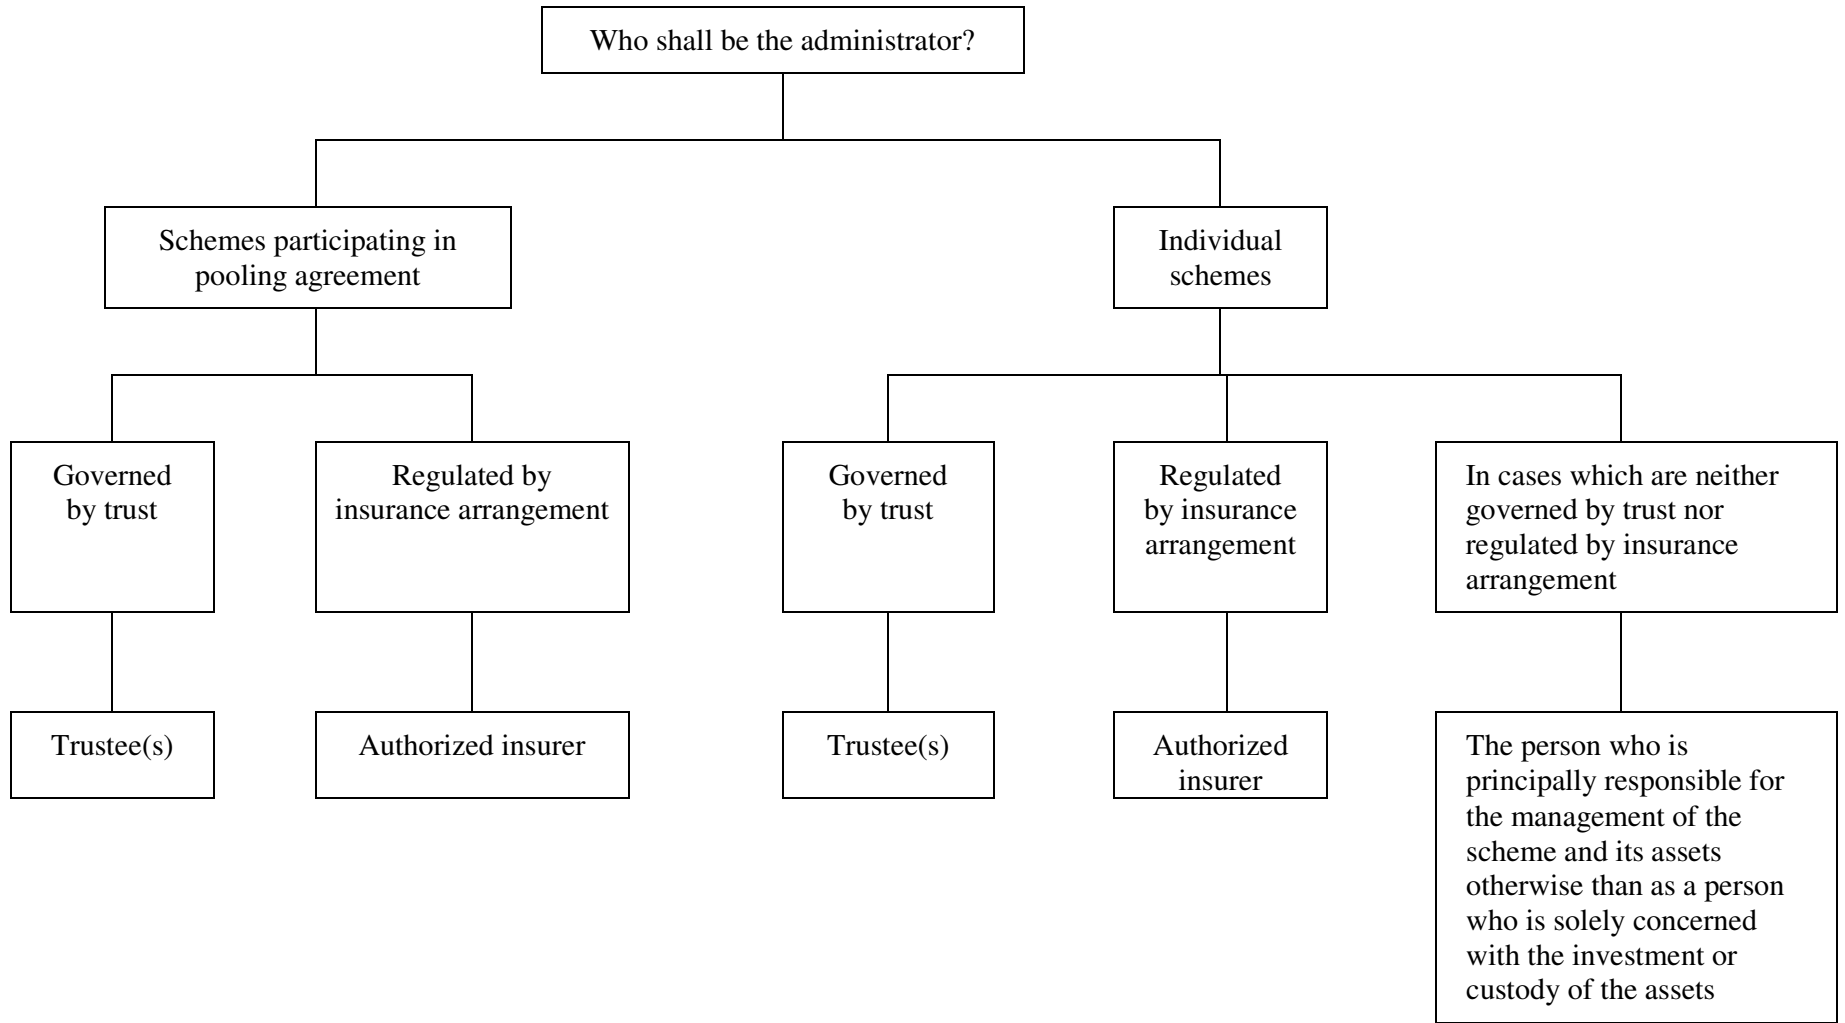 Who shall be the administrator?
Schemes participating in
pooling agreement
Individual
schemes
Governed
by trust
Regulated by
insurance arrangement
Governed
by trust
Regulated
by insurance
arrangement
In cases which are neither
governed by trust nor
regulated by insurance
arrangement
Trustee(s)
Authorized insurer
Trustee(s)
Authorized
insurer
The person who is
principally responsible for
the management of the
scheme and its assets
otherwise than as a person
who is solely concerned
with the investment or
custody of the assets